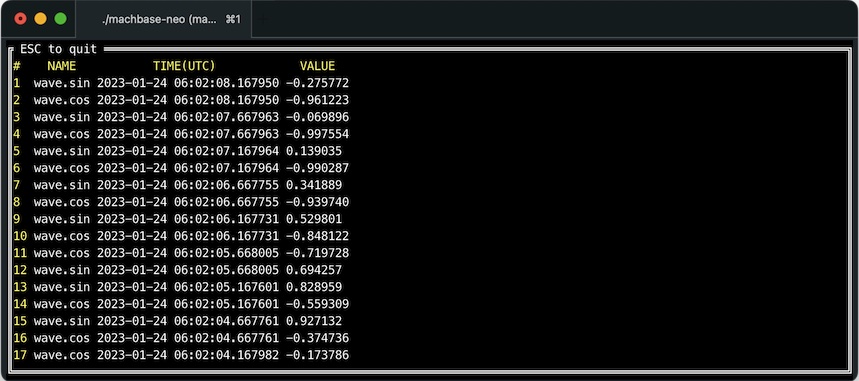 ./machbase-neo (ma... ⌘1
ESC to quit
# NAME TIME(UTC) VALUE
1 wave.sin 2023-01-24 06:02:08.167950 -0.275772
2 wave.cos 2023-01-24 06:02:08.167950 -0.961223
3 wave.sin 2023-01-24 06:02:07.667963 -0.069896
4 wave.cos 2023-01-24 06:02:07.667963 -0.997554
5 wave.sin 2023-01-24 06:02:07.167964 0.139035
6 wave.cos 2023-01-24 06:02:07.167964 -0.990287
7 wave.sin 2023-01-24 06:02:06.667755 0.341889
8 wave.cos 2023-01-24 06:02:06.667755 -0.939740
9 wave.sin 2023-01-24 06:02:06.167731 0.529801
10 wave.cos 2023-01-24 06:02:06.167731 -0.848122
11 wave.cos 2023-01-24 06:02:05.668005 -0.719728
12 wave.sin 2023-01-24 06:02:05.668005 0.694257
13 wave.sin 2023-01-24 06:02:05.167601 0.828959
14 wave.cos 2023-01-24 06:02:05.167601 -0.559309
15 wave.sin 2023-01-24 06:02:04.667761 0.927132
16 wave.cos 2023-01-24 06:02:04.667761 -0.374736
17 wave.cos 2023-01-24 06:02:04.167982 -0.173786